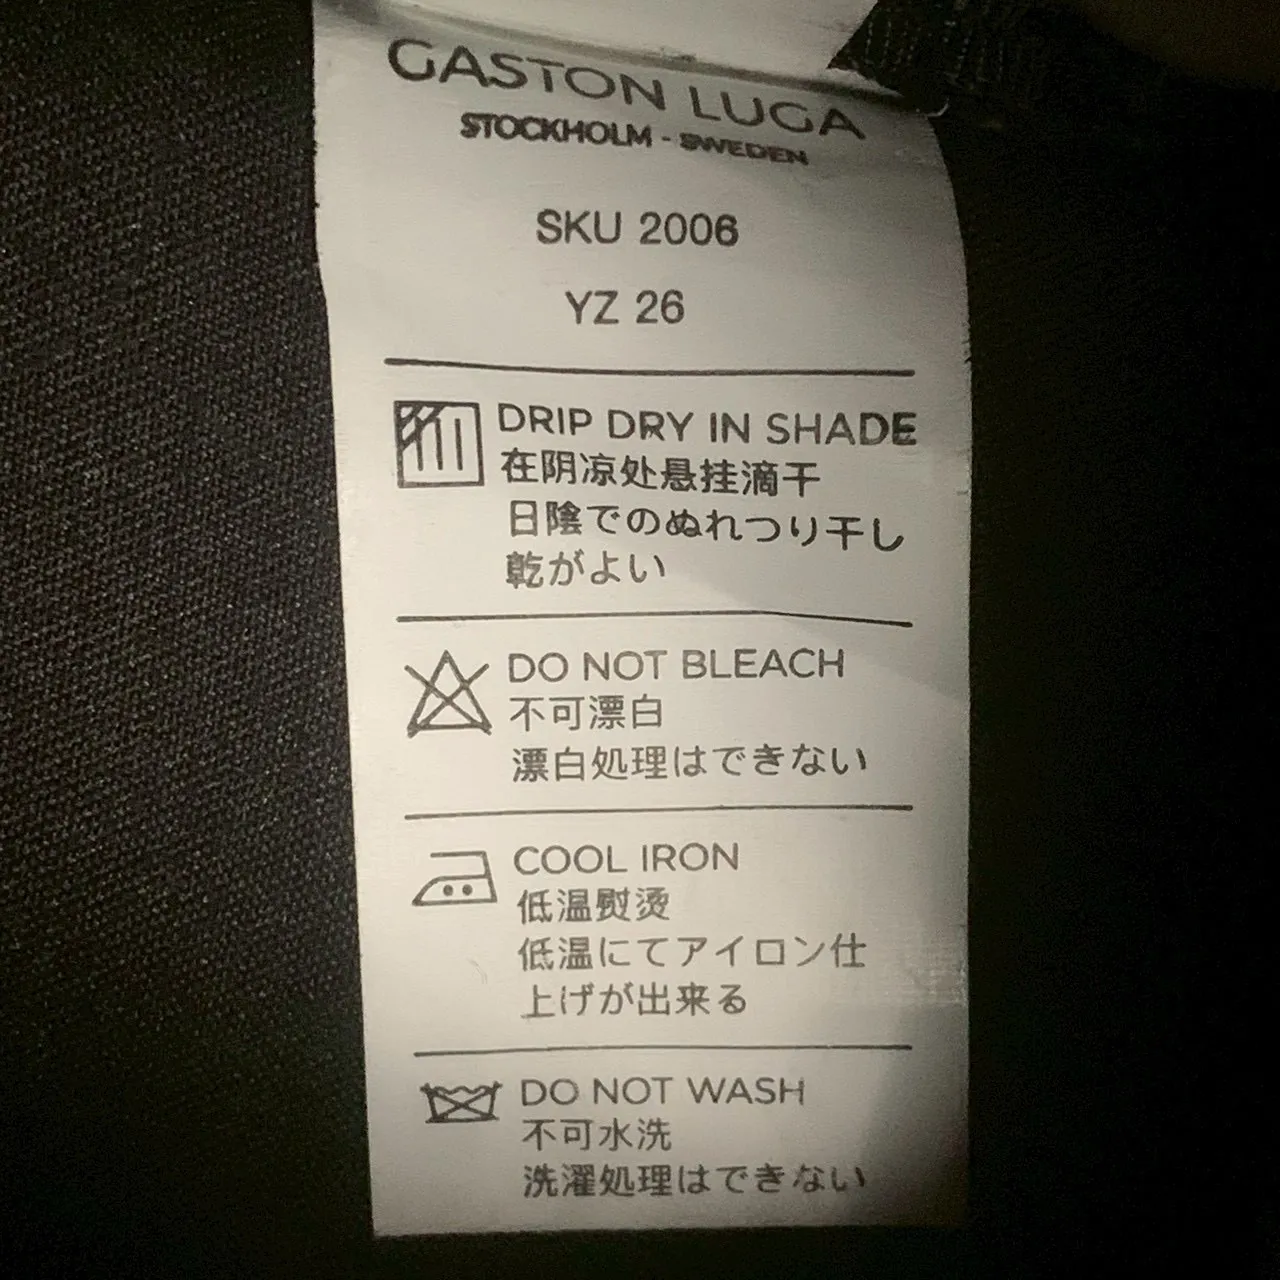 GASTON LUGA
STOCKHOLM - SWEDEN
SKU 2006
YZ 26
DRIP DRY IN SHADE
在阴凉处悬挂滴干
日陰でのぬれつり干し
乾がよい
DO NOT BLEACH
不可漂白
漂白処理はできない
COOL IRON
低温熨烫
低温にてアイロン仕
上げが出来る
DO NOT WASH
不可水洗
洗濯処理はできない